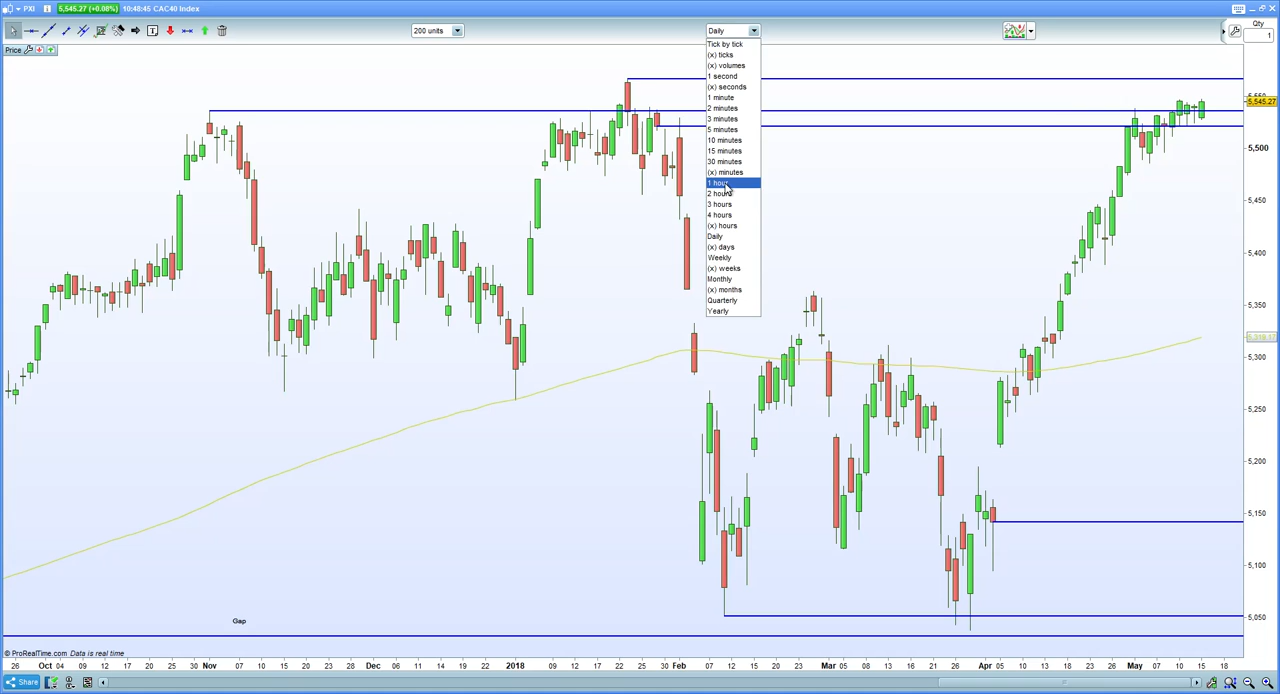 PXI 5,545.27 (+0.08%) 10:48:45 CAC40 Index
200 units
Daily
Qty
1
Price
Tick by tick
(x) ticks
(x) volumes
1 second
(x) seconds
1 minute
2 minutes
3 minutes
5 minutes
10 minutes
15 minutes
30 minutes
(x) minutes
1 hour
2 hours
3 hours
4 hours
(x) hours
Daily
(x) days
Weekly
(x) weeks
Monthly
(x) months
Quarterly
Yearly
5,545.27
5,500
5,450
5,400
5,350
5,300
5,250
5,200
5,150
5,100
5,050
Gap
© ProRealTime.com Data is real time
26 Oct 04 09 12 17 20 25 30 Nov 07 10 15 20 23 28 Dec 06 11 14 19 22 2018 05 10 12 17 22 25 30 Feb 07 12 15 20 23 Mar 05 08 13 16 21 26 Apr 05 10 13 18 23 26 May 07 10 15 18
Share